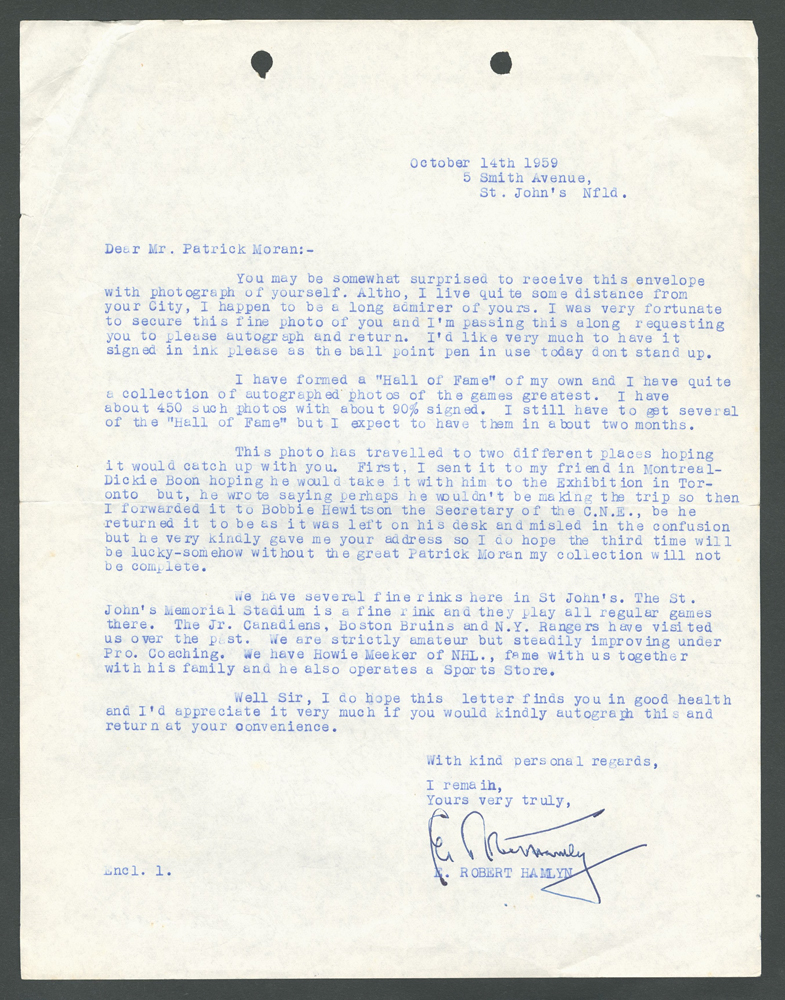 October 14th 1959
5 Smith Avenue,
St. John's Nfld.
Dear Mr. Patrick Moran:-
You may be somewhat surprised to receive this envelope
with photograph of yourself. Altho, I live quite some distance from
your City, I happen to be a long admirer of yours. I was very fortunate
to secure this fine photo of you and I'm passing this along requesting
you to please autograph and return. I'd like very much to have it
signed in ink please as the ball point pen in use today dont stand up.
I have formed a "Hall of Fame" of my own and I have quite
a collection of autographed photos of the games greatest. I have
about 450 such photos with about 90% signed. I still have to get several
of the "Hall of Fame" but I expect to have them in about two months.
This photo has travelled to two different places hoping
it would catch up with you. First, I sent it to my friend in Montreal-
Dickie Boon hoping he would take it with him to the Exhibition in Tor-
onto but, he wrote saying perhaps he wouldn't be making the trip so then
I forwarded it to Bobbie Hewitson the Secretary of the C.N.E., be he
returned it to be as it was left on his desk and misled in the confusion
but he very kindly gave me your address so I do hope the third time will
be lucky-somehow without the great Patrick Moran my collection will not
be complete.
We have several fine rinks here in St John's. The St.
John's Memorial Stadium is a fine rink and they play all regular games
there. The Jr. Canadiens, Boston Bruins and N.Y. Rangers have visited
us over the past. We are strictly amateur but steadily improving under
Pro. Coaching. We have Howie Meeker of NHL., fame with us together
with his family and he also operates a Sports Store.
Well Sir, I do hope this letter finds you in good health
and I'd appreciate it very much if you would kindly autograph this and
return at your convenience.
With kind personal regards,
I remain,
Yours very truly,
E. Robt Hamlyn
Encl. 1. E. ROBERT HAMLYN